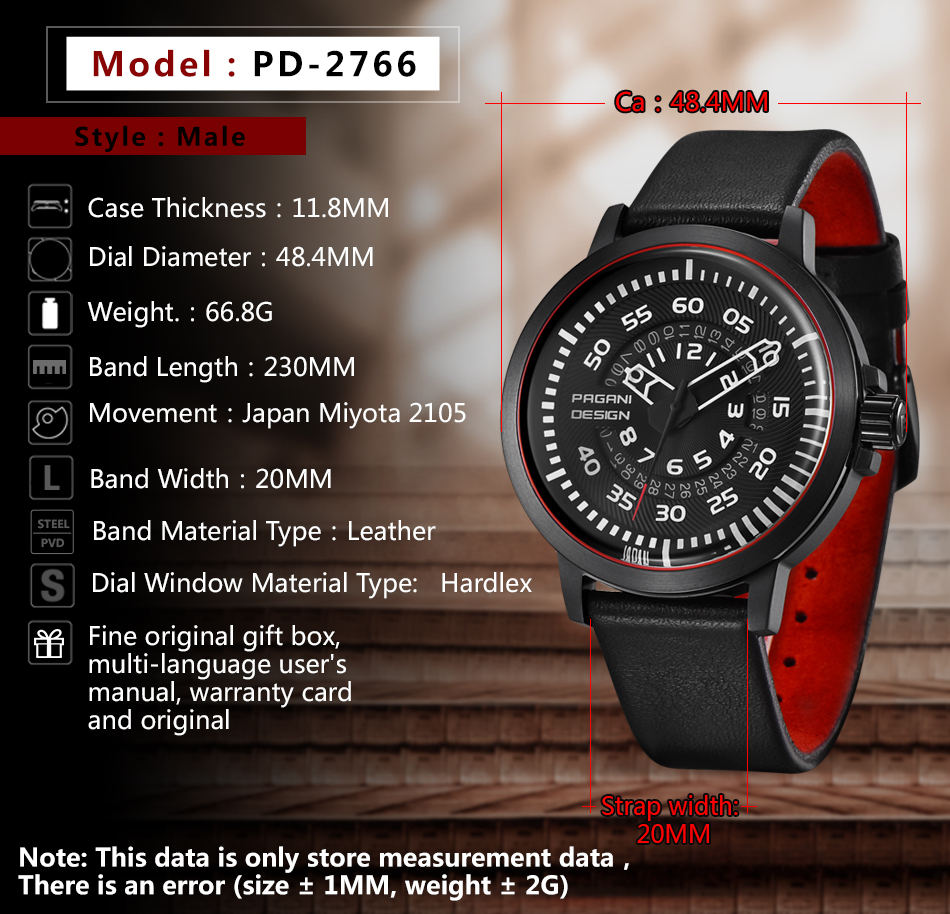 Model : PD-2766
Style : Male
Ca : 48.4MM
Case Thickness : 11.8MM
Dial Diameter : 48.4MM
Weight. : 66.8G
Band Length : 230MM
Movement : Japan Miyota 2105
L
Band Width : 20MM
STEEL
PVD
Band Material Type : Leather
S
Dial Window Material Type: Hardlex
Fine original gift box,
multi-language user's
manual, warranty card
and original
60
05
10
15
20
25
30
35
40
50
55
12
2
3
4
5
6
7
8
10
PAGANI
DESIGN
JAPAN
Strap width:
20MM
Note: This data is only store measurement data ,
There is an error (size ± 1MM, weight ± 2G)